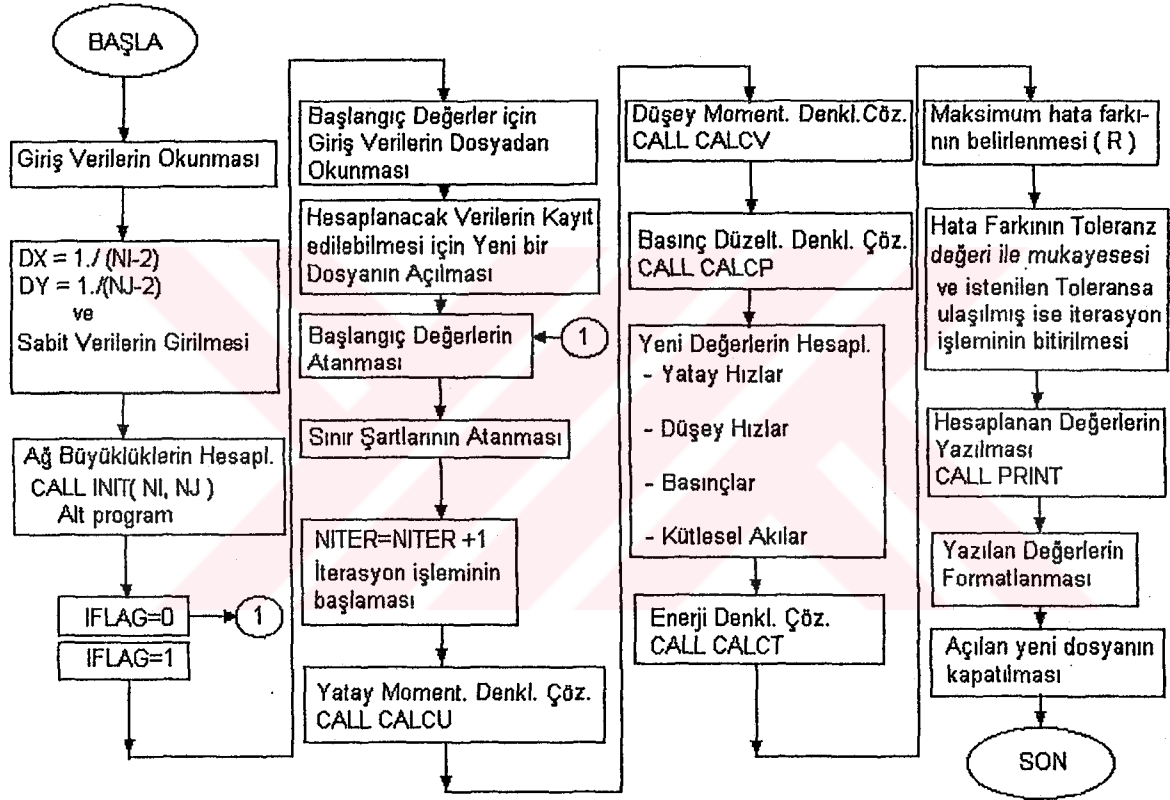 BAŞLA
Giriş Verilerin Okunması
DX = 1./ (NI-2)
DY = 1./(NJ-2)
ve
Sabit Verilerin Girilmesi
Ağ Büyüklüklerin Hesapl.
CALL INIT( NI, NJ )
Alt program
IFLAG=0
1
IFLAG=1
Başlangıç Değerler için
Giriş Verilerin Dosyadan
Okunması
Hesaplanacak Verilerin Kayıt
edilebilmesi için Yeni bir
Dosyanın Açılması
Başlangıç Değerlerin
Atanması
1
Sınır Şartlarının Atanması
NITER=NITER +1
İterasyon işleminin
başlaması
Yatay Moment. Denkl. Çöz.
CALL CALCU
Düşey Moment. Denkl.Cöz.
CALL CALCV
Basınç Düzelt. Denkl. Çöz.
CALL CALCP
Yeni Değerlerin Hesapl.
- Yatay Hızlar
- Düşey Hızlar
- Basınçlar
- Kütlesel Akılar
Enerji Denkl. Çöz.
CALL CALCT
Maksimum hata farkı-
nın belirlenmesi ( R )
Hata Farkının Toleranz
değeri ile mukayesesi
ve istenilen Toleransa
ulaşılmış ise iterasyon
işleminin bitirilmesi
Hesaplanan Değerlerin
Yazılması
CALL PRINT
Yazılan Değerlerin
Formatlanması
Açılan yeni dosyanın
kapatılması
SON